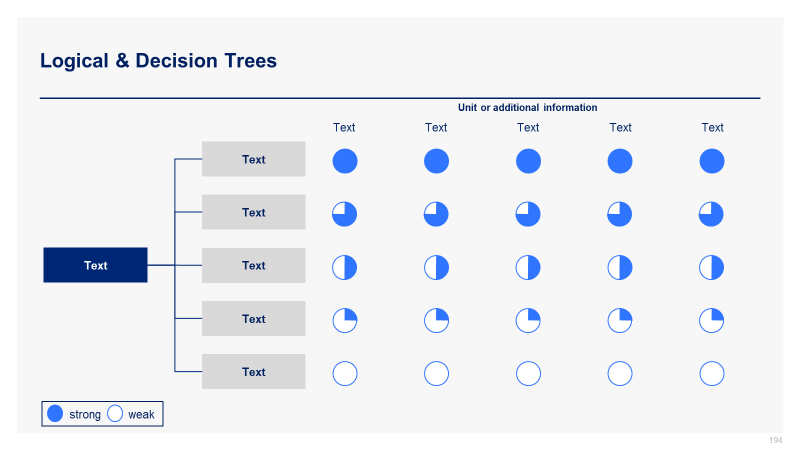 Logical & Decision Trees
Unit or additional information
Text Text Text Text Text
Text
Text
Text
Text
Text
Text
strong weak
194